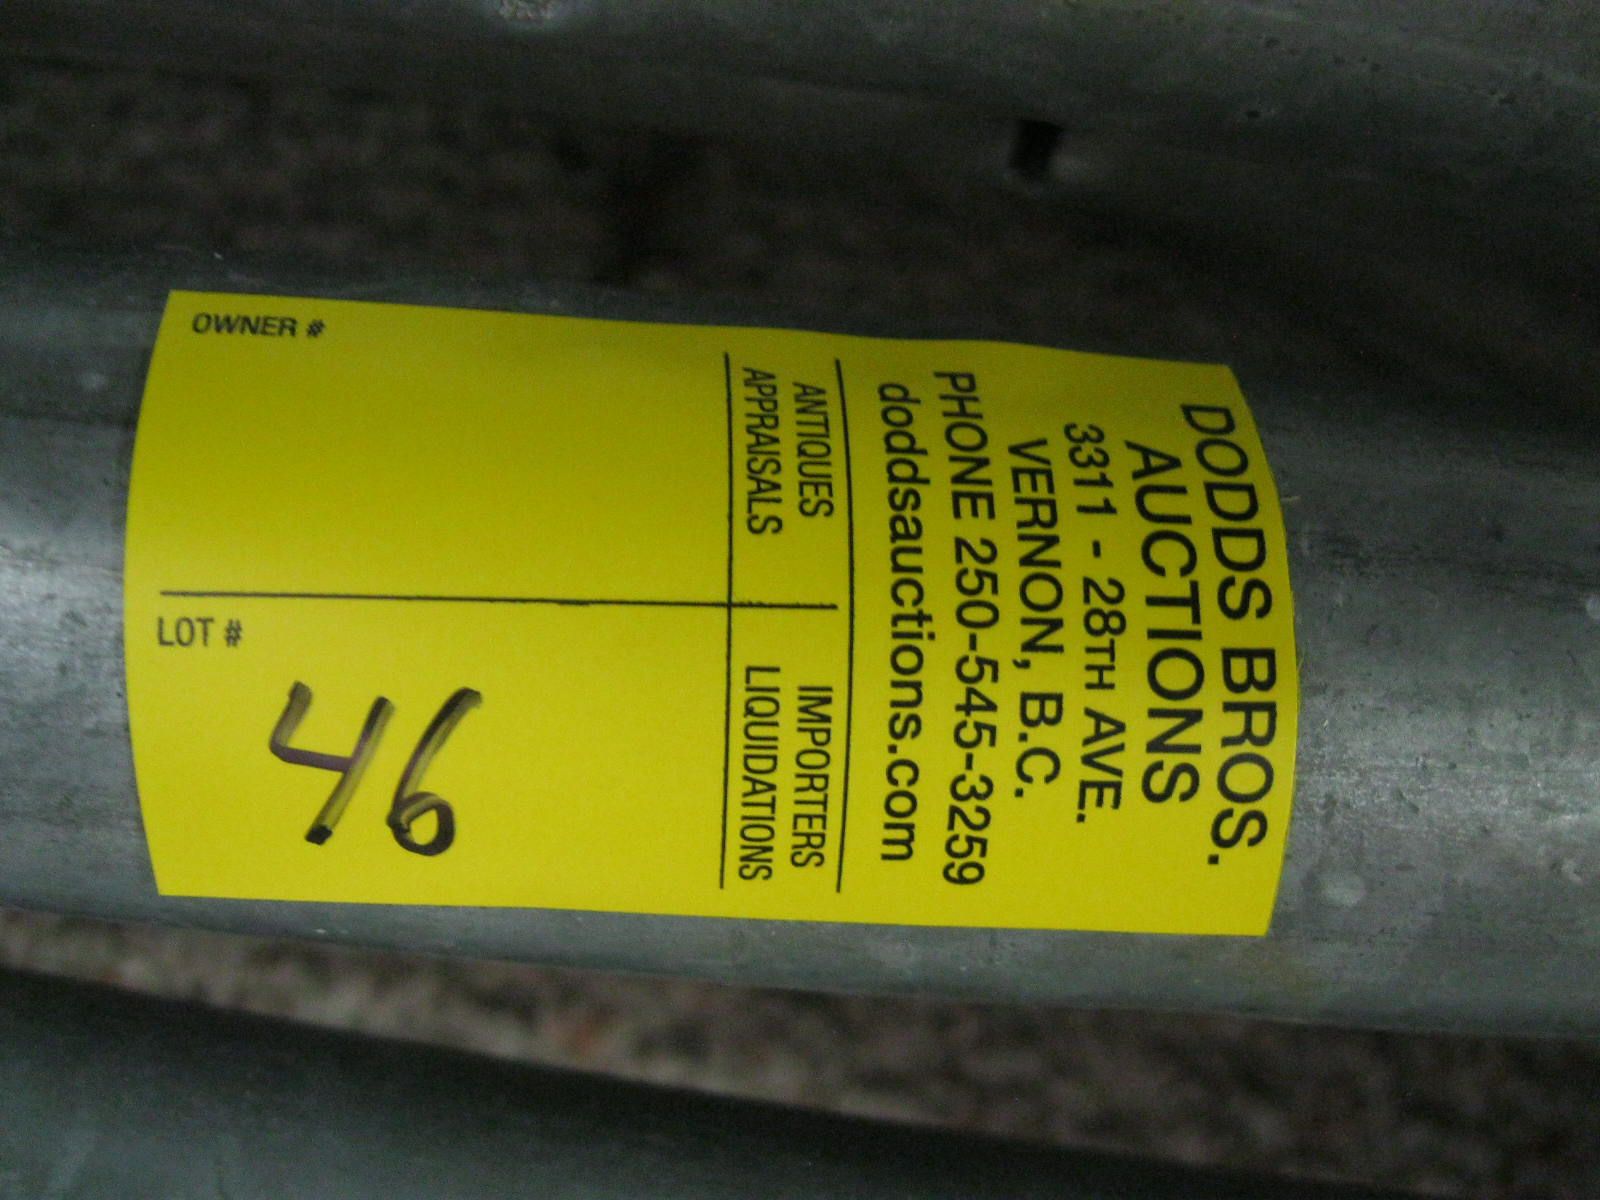 DODDS BROS.
AUCTIONS
3311 - 28TH AVE.
VERNON, B.C.
PHONE 250-545-3259
doddsauctions.com
ANTIQUES
APPRAISALS
IMPORTERS
LIQUIDATIONS
OWNER #
LOT #
46